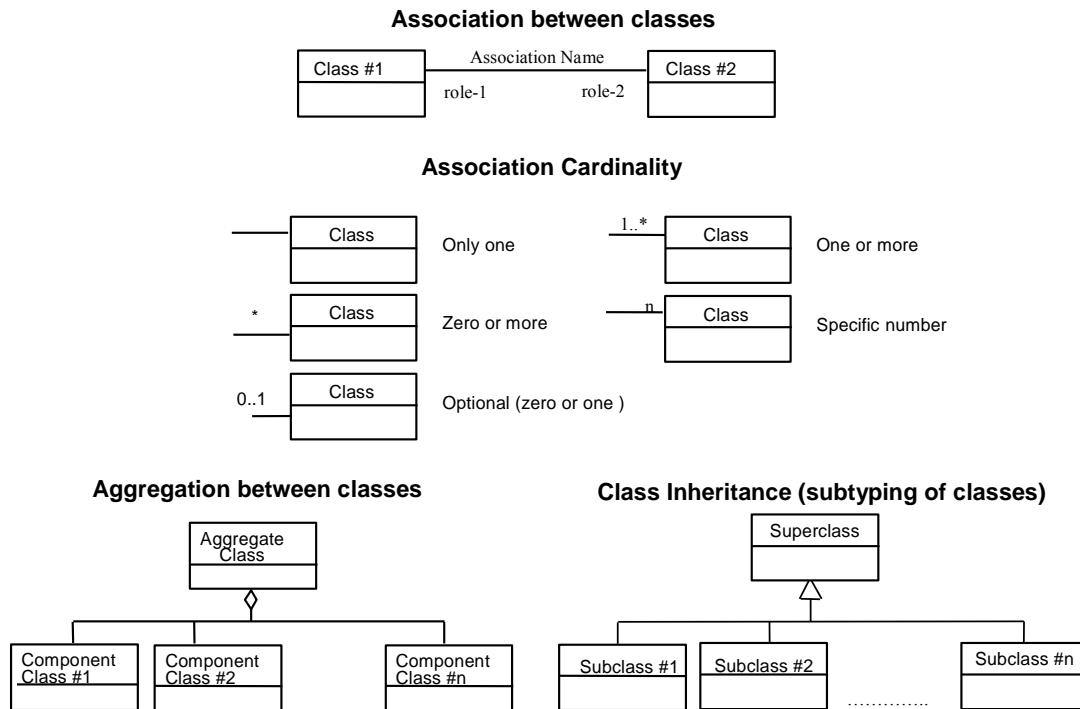 Association between classes
Class #1
Association Name
Class #2
role-1
role-2
Association Cardinality
Class
Only one
1..*
Class
One or more
*
Class
Zero or more
n
Class
Specific number
0..1
Class
Optional (zero or one )
Aggregation between classes
Aggregate
Class
Component
Class #1
Component
Class #2
Component
Class #n
Class Inheritance (subtyping of classes)
Superclass
Subclass #1
Subclass #2
..............
Subclass #n